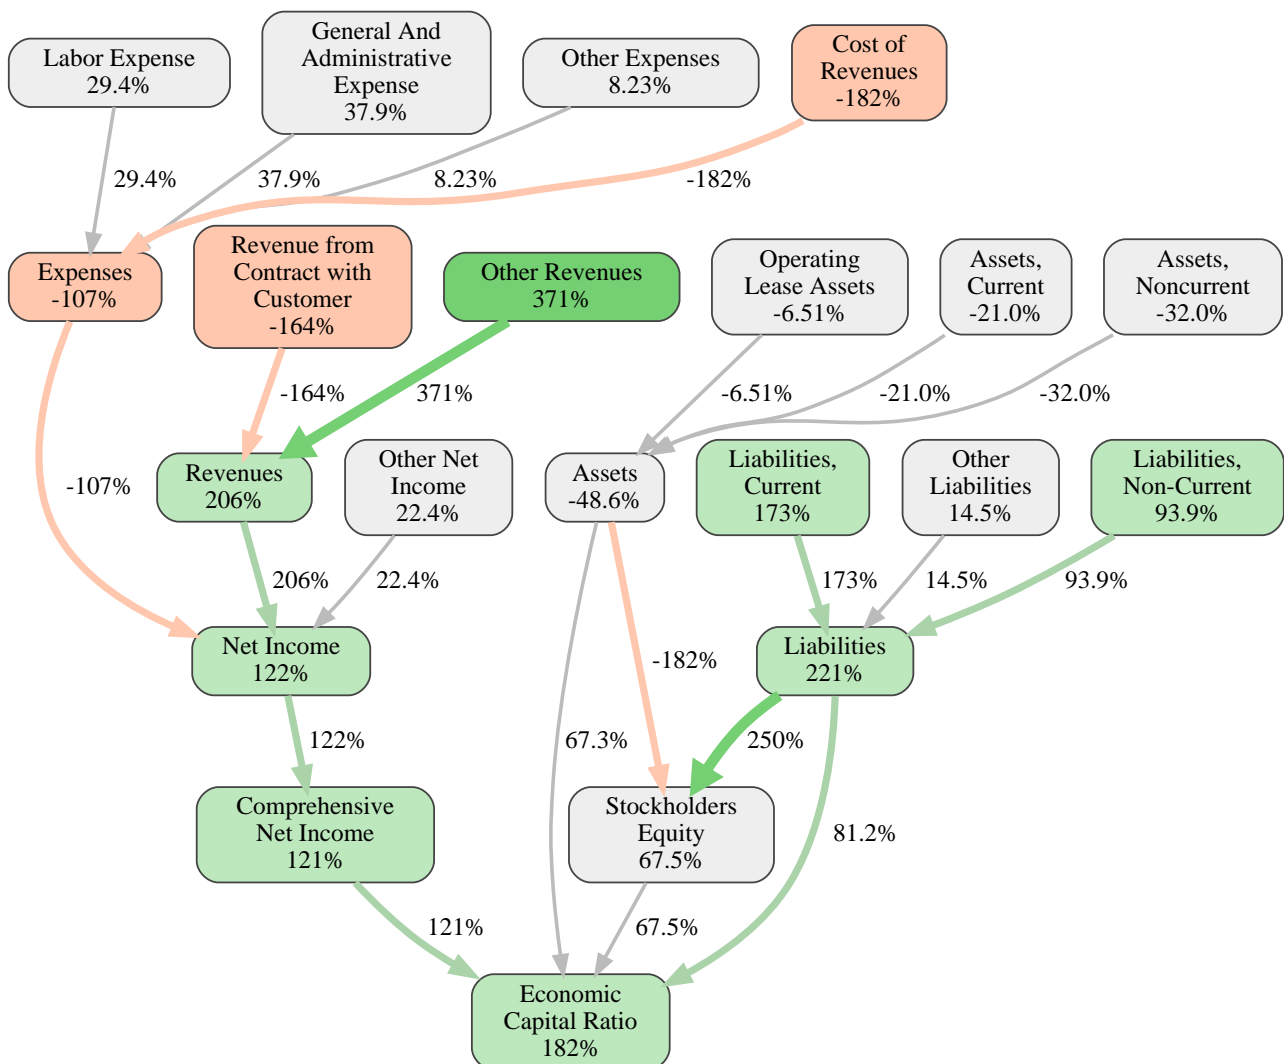 Labor Expense
29.4%
General And
Administrative
Expense
37.9%
Other Expenses
8.23%
Cost of
Revenues
-182%
29.4%
37.9%
8.23%
-182%
Expenses
-107%
Revenue from
Contract with
Customer
-164%
Other Revenues
371%
Operating
Lease Assets
-6.51%
Assets,
Current
-21.0%
Assets,
Noncurrent
-32.0%
-164%
371%
-6.51%
-21.0%
-32.0%
-107%
Revenues
206%
Other Net
Income
22.4%
Assets
-48.6%
Liabilities,
Current
173%
Other
Liabilities
14.5%
Liabilities,
Non-Current
93.9%
206%
22.4%
173%
14.5%
93.9%
Net Income
122%
-182%
Liabilities
221%
122%
67.3%
250%
Comprehensive
Net Income
121%
Stockholders
Equity
67.5%
81.2%
121%
67.5%
Economic
Capital Ratio
182%